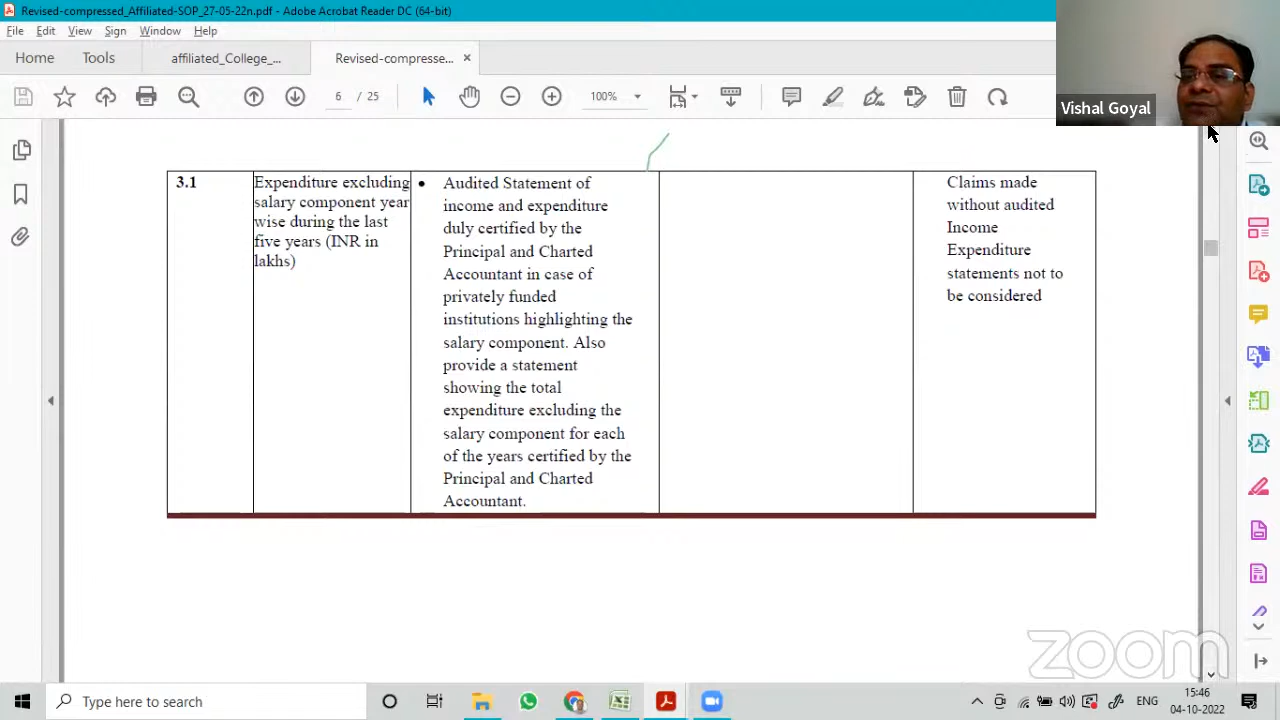 Revised-compressed_Affiliated-SOP_27-05-22n.pdf - Adobe Acrobat Reader DC (64-bit)
File Edit View Sign Window Help
Home Tools affiliated_College_... Revised-compresse... ×
6 / 25 100%
Vishal Goyal
3.1
Expenditure excluding
salary component year
wise during the last
five years (INR in
lakhs)
• Audited Statement of
income and expenditure
duly certified by the
Principal and Charted
Accountant in case of
privately funded
institutions highlighting the
salary component. Also
provide a statement
showing the total
expenditure excluding the
salary component for each
of the years certified by the
Principal and Charted
Accountant.
Claims made
without audited
Income
Expenditure
statements not to
be considered
zoom
Type here to search
ENG
15:46
04-10-2022